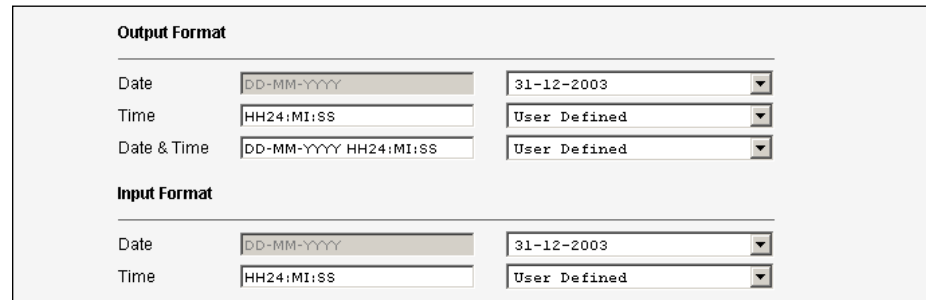 Output Format
Date DD-MM-YYYY 31-12-2003
Time HH24:MI:SS User Defined
Date & Time DD-MM-YYYY HH24:MI:SS User Defined
Input Format
Date DD-MM-YYYY 31-12-2003
Time HH24:MI:SS User Defined